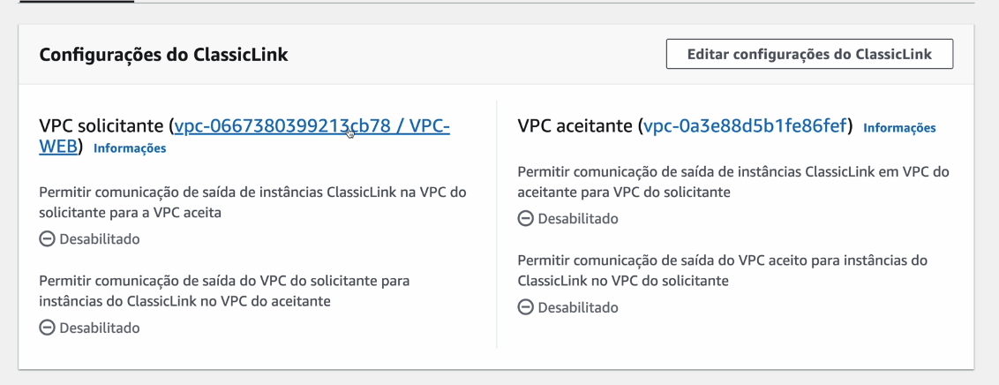 Configurações do ClassicLink
Editar configurações do ClassicLink
VPC solicitante (vpc-0667380399213cb78 / VPC-
WEB) Informações
Permitir comunicação de saída de instâncias ClassicLink na VPC do
solicitante para a VPC aceita
Desabilitado
Permitir comunicação de saída do VPC do solicitante para
instâncias do ClassicLink no VPC do aceitante
Desabilitado
VPC aceitante (vpc-0a3e88d5b1fe86fef) Informações
Permitir comunicação de saída de instâncias ClassicLink em VPC do
aceitante para VPC do solicitante
Desabilitado
Permitir comunicação de saída do VPC aceito para instâncias do
ClassicLink no VPC do solicitante
Desabilitado